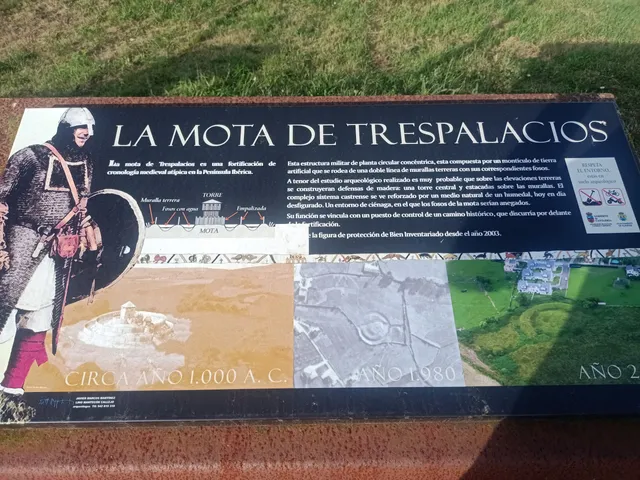 LA MOTA DE TRESPALACIOS
La mota de Trespalacios es una fortificación de
cronología medieval atípica en la Península Ibérica.
Muralla terrera
TORRE
Foso con agua
Empalizada
MOTA
Esta estructura militar de planta circular concéntrica, esta compuesta por un montículo de tierra
artificial que se rodea de una doble línea de murallas terreras con sus correspondientes fosos.
A tenor del estudio arqueológico realizado es muy probable que sobre las elevaciones terreras
se construyeran defensas de madera: una torre central y estacadas sobre las murallas. El
complejo sistema castrense se ve reforzado por un medio natural de un humedal, hoy en día
desfigurado. Un entorno de ciénaga, en el que los fosos de la mota serían anegados.
Su función se vincula con un puesto de control de un camino histórico, que discurría por delante
fortificación.
la figura de protección de Bien Inventariado desde el año 2003.
RESPETA
EL ENTORNO,
CIRCA AÑO 1.000 A. C.
AÑO 1.980
AÑO 2